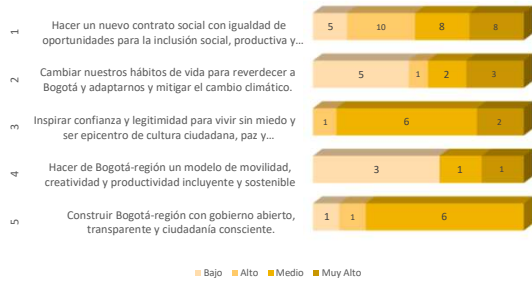 1
Hacer un nuevo contrato social con igualdad de
oportunidades para la inclusión social, productiva y…
5 10 8 8
2
Cambiar nuestros hábitos de vida para reverdecer a
Bogotá y adaptarnos y mitigar el cambio climático.
5 1 2 3
3
Inspirar confianza y legitimidad para vivir sin miedo y
ser epicentro de cultura ciudadana, paz y…
1 6 2
4
Hacer de Bogotá-región un modelo de movilidad,
creatividad y productividad incluyente y sostenible
3 1 1
5
Construir Bogotá-región con gobierno abierto,
transparente y ciudadanía consciente.
1 1 6
Bajo Alto Medio Muy Alto